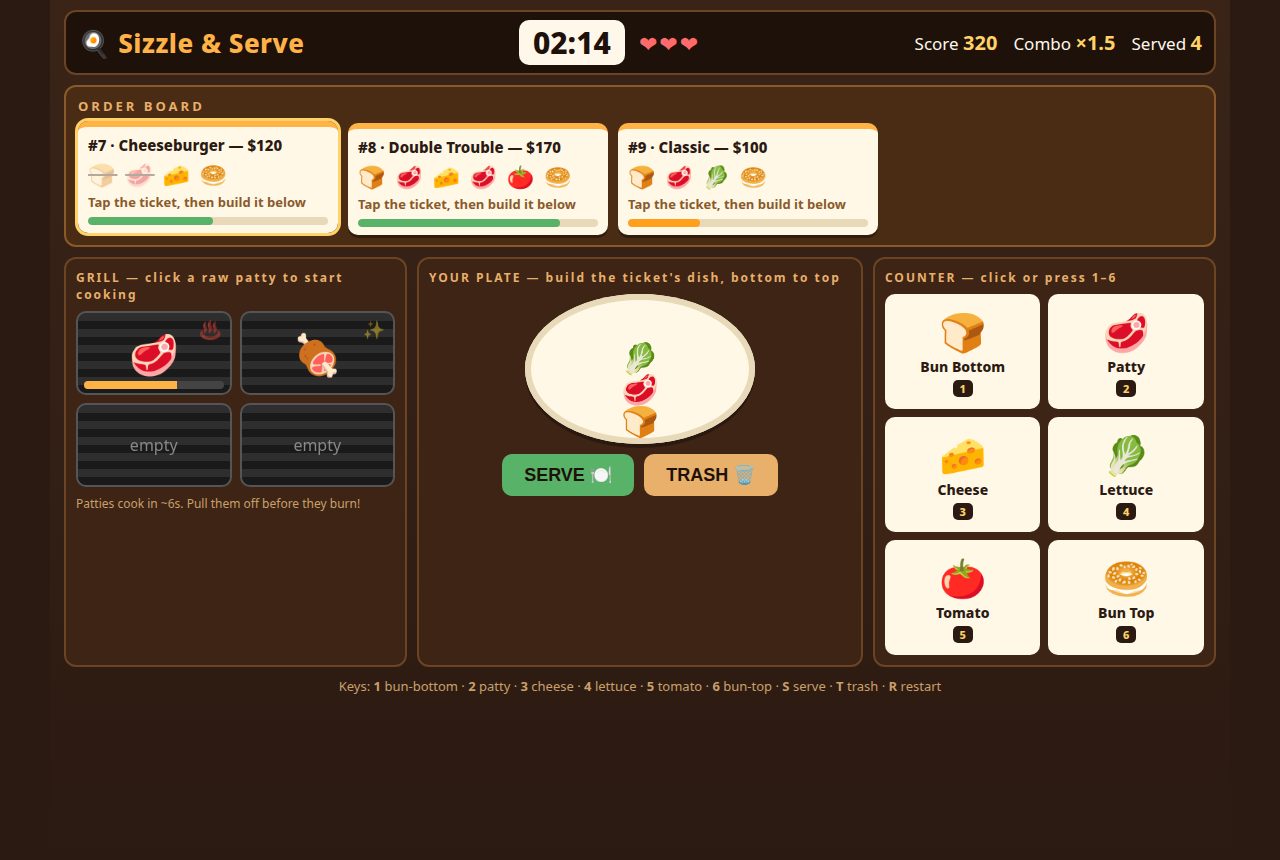 Sizzle & Serve
02:14
Score 320 Combo ×1.5 Served 4
ORDER BOARD
#7 · Cheeseburger — $120
Tap the ticket, then build it below
#8 · Double Trouble — $170
Tap the ticket, then build it below
#9 · Classic — $100
Tap the ticket, then build it below
GRILL — click a raw patty to start
cooking
empty
empty
Patties cook in ~6s. Pull them off before they burn!
YOUR PLATE — build the ticket's dish, bottom to top
SERVE
TRASH
COUNTER — click or press 1–6
Bun Bottom
1
Patty
2
Cheese
3
Lettuce
4
Tomato
5
Bun Top
6
Keys: 1 bun-bottom · 2 patty · 3 cheese · 4 lettuce · 5 tomato · 6 bun-top · S serve · T trash · R restart